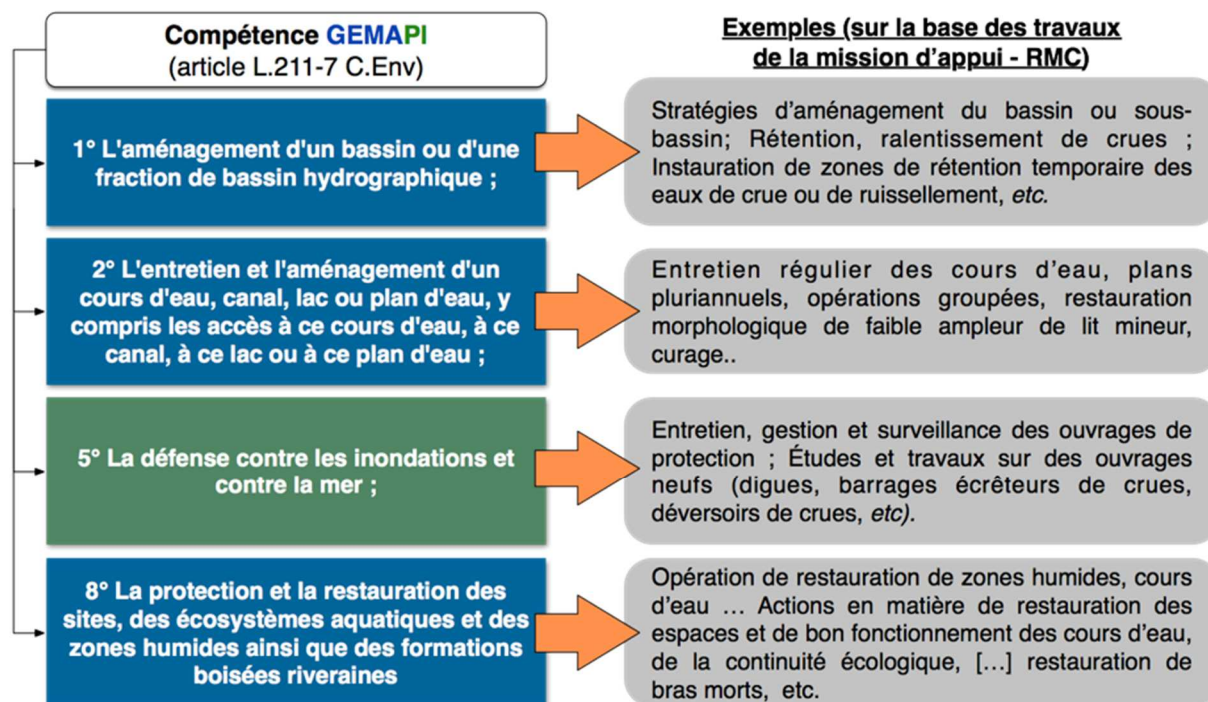 Compétence GEMAPI
(article L.211-7 C.Env)
Exemples (sur la base des travaux
de la mission d'appui - RMC)
1° L'aménagement d'un bassin ou d'une
fraction de bassin hydrographique ;
Stratégies d'aménagement du bassin ou sous-
bassin; Rétention, ralentissement de crues ;
Instauration de zones de rétention temporaire des
eaux de crue ou de ruissellement, etc.
2° L'entretien et l'aménagement d'un
cours d'eau, canal, lac ou plan d'eau, y
compris les accès à ce cours d'eau, à ce
canal, à ce lac ou à ce plan d'eau ;
Entretien régulier des cours d'eau, plans
pluriannuels, opérations groupées, restauration
morphologique de faible ampleur de lit mineur,
curage..
5° La défense contre les inondations et
contre la mer ;
Entretien, gestion et surveillance des ouvrages de
protection ; Études et travaux sur des ouvrages
neufs (digues, barrages écrêteurs de crues,
déversoirs de crues, etc).
8° La protection et la restauration des
sites, des écosystèmes aquatiques et des
zones humides ainsi que des formations
boisées riveraines
Opération de restauration de zones humides, cours
d'eau ... Actions en matière de restauration des
espaces et de bon fonctionnement des cours d'eau,
de la continuité écologique, [...] restauration de
bras morts, etc.